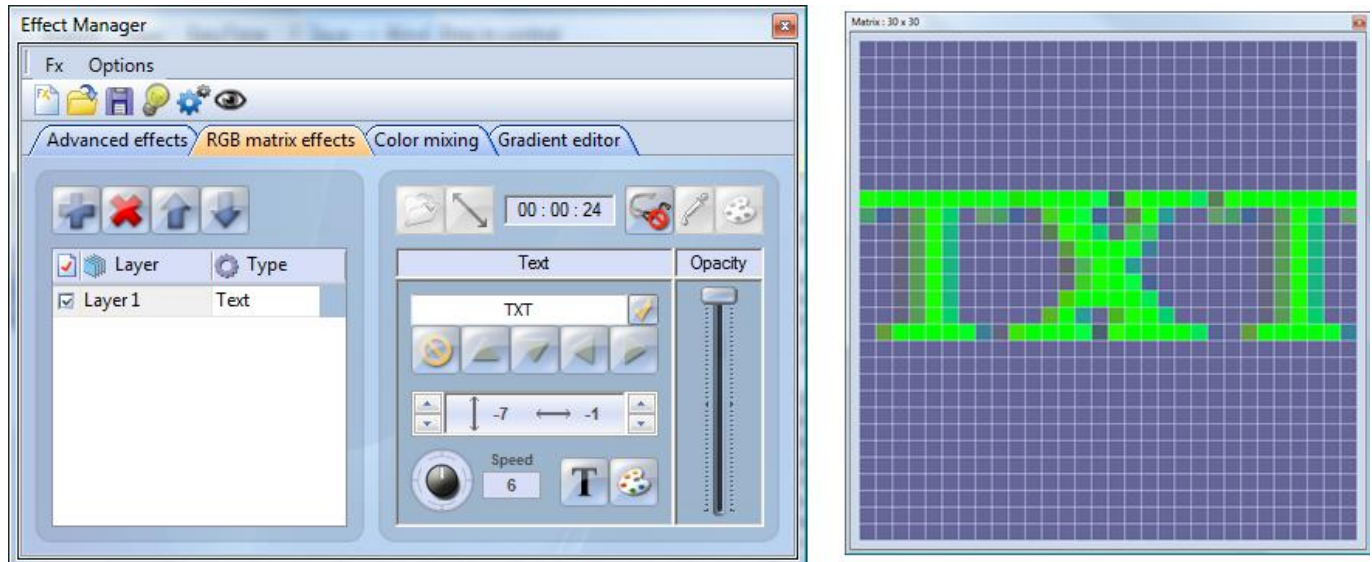 Effect Manager
Fx Options
Advanced effects RGB matrix effects Color mixing Gradient editor
00 : 00 : 24
Layer Type
Text Opacity
Layer 1 Text
TXT
-7 -1
Speed
6
T
Matrix : 30 x 30
TXT